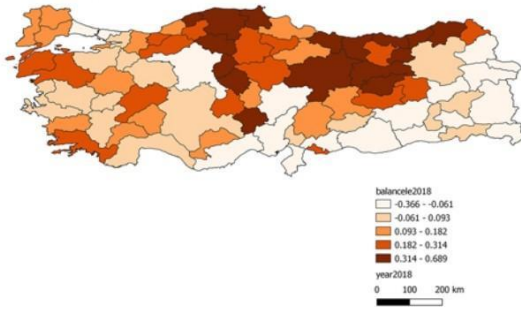 balancele2018
-0.366 - -0.061
-0.061 - 0.093
0.093 - 0.182
0.182 - 0.314
0.314 - 0.689
year2018
0 100 200 km